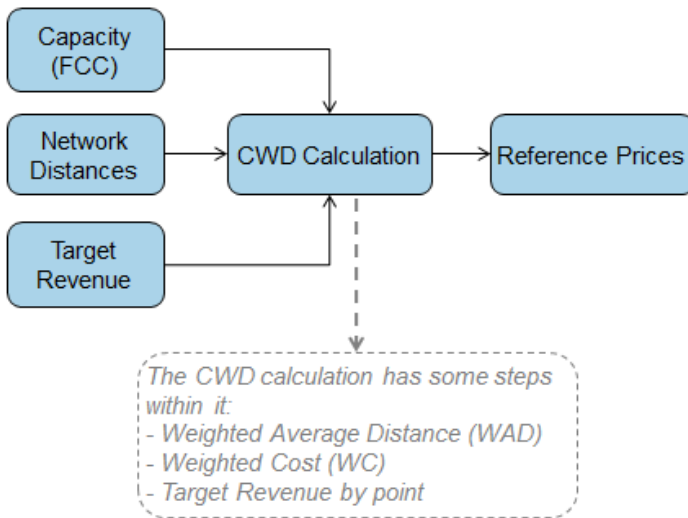 Capacity
(FCC)
Network
Distances
CWD Calculation
Reference Prices
Target
Revenue
The CWD calculation has some steps
within it:
- Weighted Average Distance (WAD)
- Weighted Cost (WC)
- Target Revenue by point